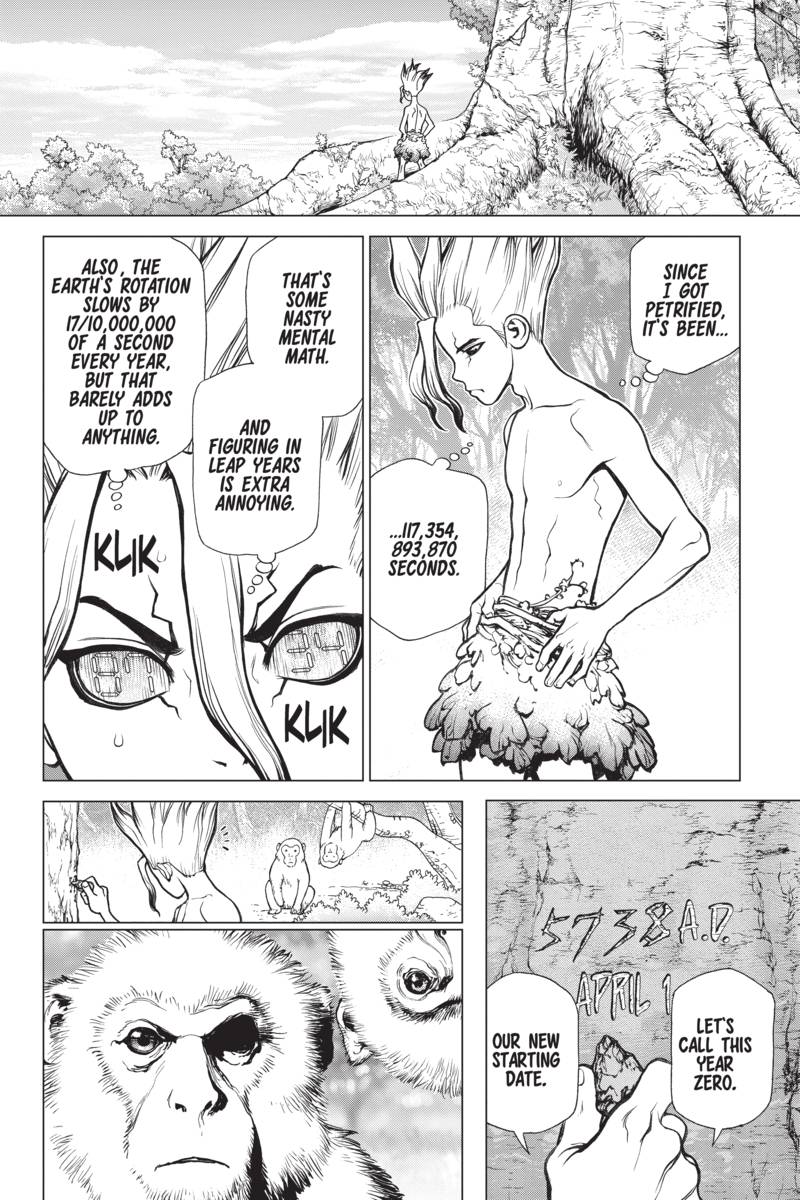 SINCE
I GOT
PETRIFIED,
IT'S BEEN...
...117,354,
893,870
SECONDS.
THAT'S
SOME
NASTY
MENTAL
MATH.
AND
FIGURING IN
LEAP YEARS
IS EXTRA
ANNOYING.
ALSO, THE
EARTH'S ROTATION
SLOWS BY
17/10,000,000
OF A SECOND
EVERY YEAR,
BUT THAT
BARELY ADDS
UP TO
ANYTHING.
KLIK
KLIK
5738 A.D.
APRIL 1
LET'S
CALL THIS
YEAR
ZERO.
OUR NEW
STARTING
DATE.